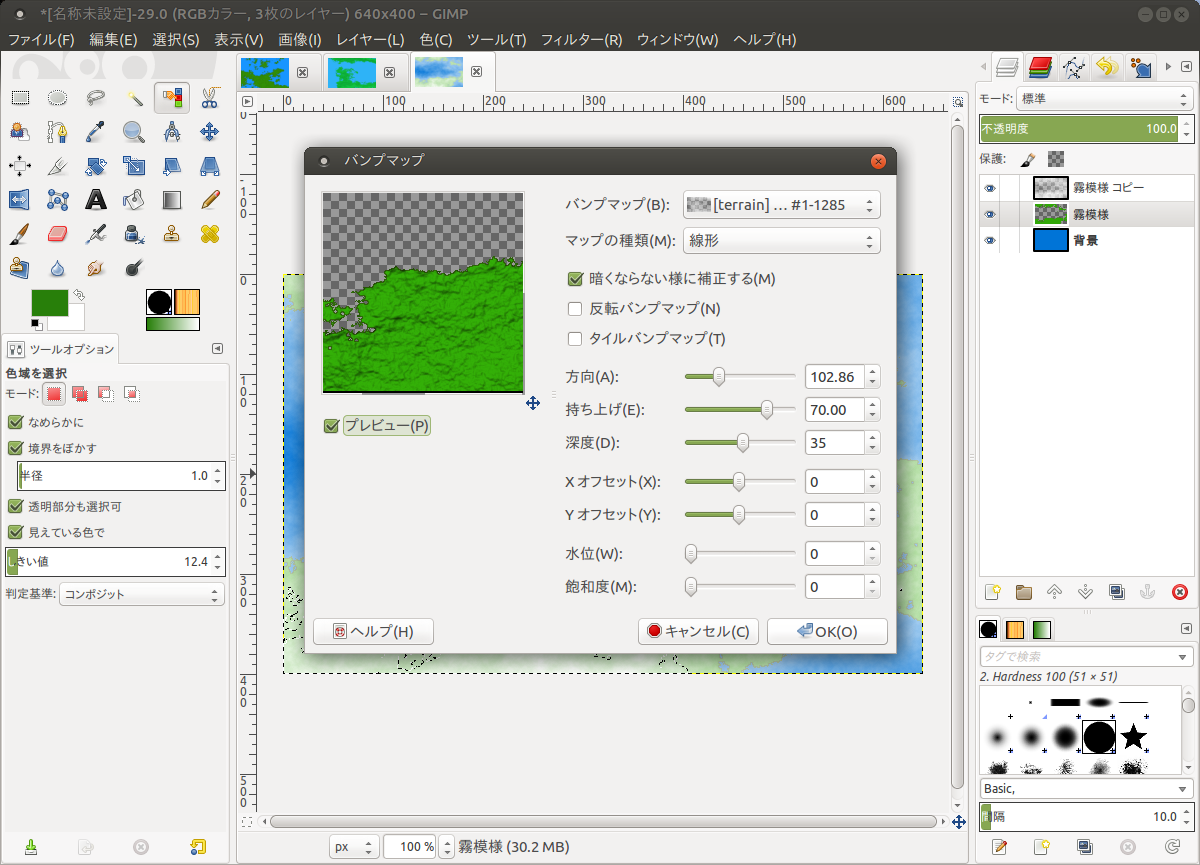 *[名称未設定]-29.0 (RGBカラー, 3枚のレイヤー) 640x400 – GIMP
ファイル(F) 編集(E) 選択(S) 表示(V) 画像(I) レイヤー(L) 色(C) ツール(T) フィルター(R) ウィンドウ(W) ヘルプ(H)
0 100 200 300 400 500 600
モード: 標準
不透明度 100.0
保護:
霧模様 コピー
霧模様
背景
バンプマップ
バンプマップ(B): [terrain] ... #1-1285
マップの種類(M): 線形
暗くならない様に補正する(M)
反転バンプマップ(N)
タイルバンプマップ(T)
方向(A): 102.86
持ち上げ(E): 70.00
深度(D): 35
X オフセット(X): 0
Y オフセット(Y): 0
水位(W): 0
飽和度(M): 0
プレビュー(P)
ヘルプ(H) キャンセル(C) OK(O)
ツールオプション
色域を選択
モード:
なめらかに
境界をぼかす
半径 1.0
透明部分も選択可
見えている色で
しきい値 12.4
判定基準: コンポジット
0
100
0
100
200
300
400
500
タグで検索
2. Hardness 100 (51 × 51)
Basic,
間隔 10.0
px 100 % 霧模様 (30.2 MB)